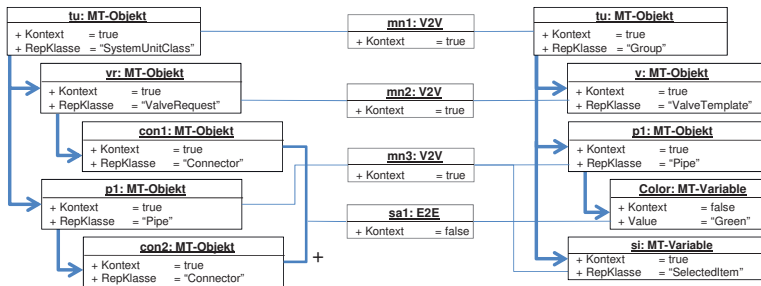 tu: MT-Objekt
+ Kontext = true
+ RepKlasse = “SystemUnitClass”
vr: MT-Objekt
+ Kontext = true
+ RepKlasse = “ValveRequest”
con1: MT-Objekt
+ Kontext = true
+ RepKlasse = “Connector”
p1: MT-Objekt
+ Kontext = true
+ RepKlasse = “Pipe”
con2: MT-Objekt
+ Kontext = true
+ RepKlasse = “Connector”
+
mn1: V2V
+ Kontext = true
mn2: V2V
+ Kontext = true
mn3: V2V
+ Kontext = true
sa1: E2E
+ Kontext = false
tu: MT-Objekt
+ Kontext = true
+ RepKlasse = “Group”
v: MT-Objekt
+ Kontext = true
+ RepKlasse = “ValveTemplate”
p1: MT-Objekt
+ Kontext = true
+ RepKlasse = “Pipe”
Color: MT-Variable
+ Kontext = false
+ Value = “Green”
si: MT-Variable
+ Kontext = true
+ RepKlasse = “SelectedItem”